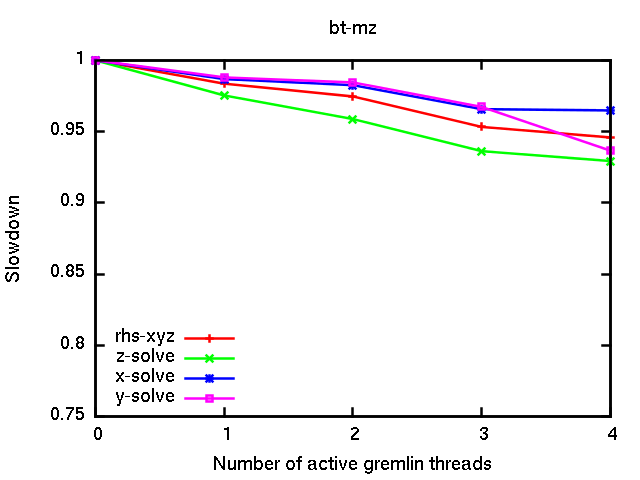 bt-mz
1
0.95
0.9
0.85
0.8
0.75
Slowdown
rhs-xyz
z-solve
x-solve
y-solve
0 1 2 3 4
Number of active gremlin threads